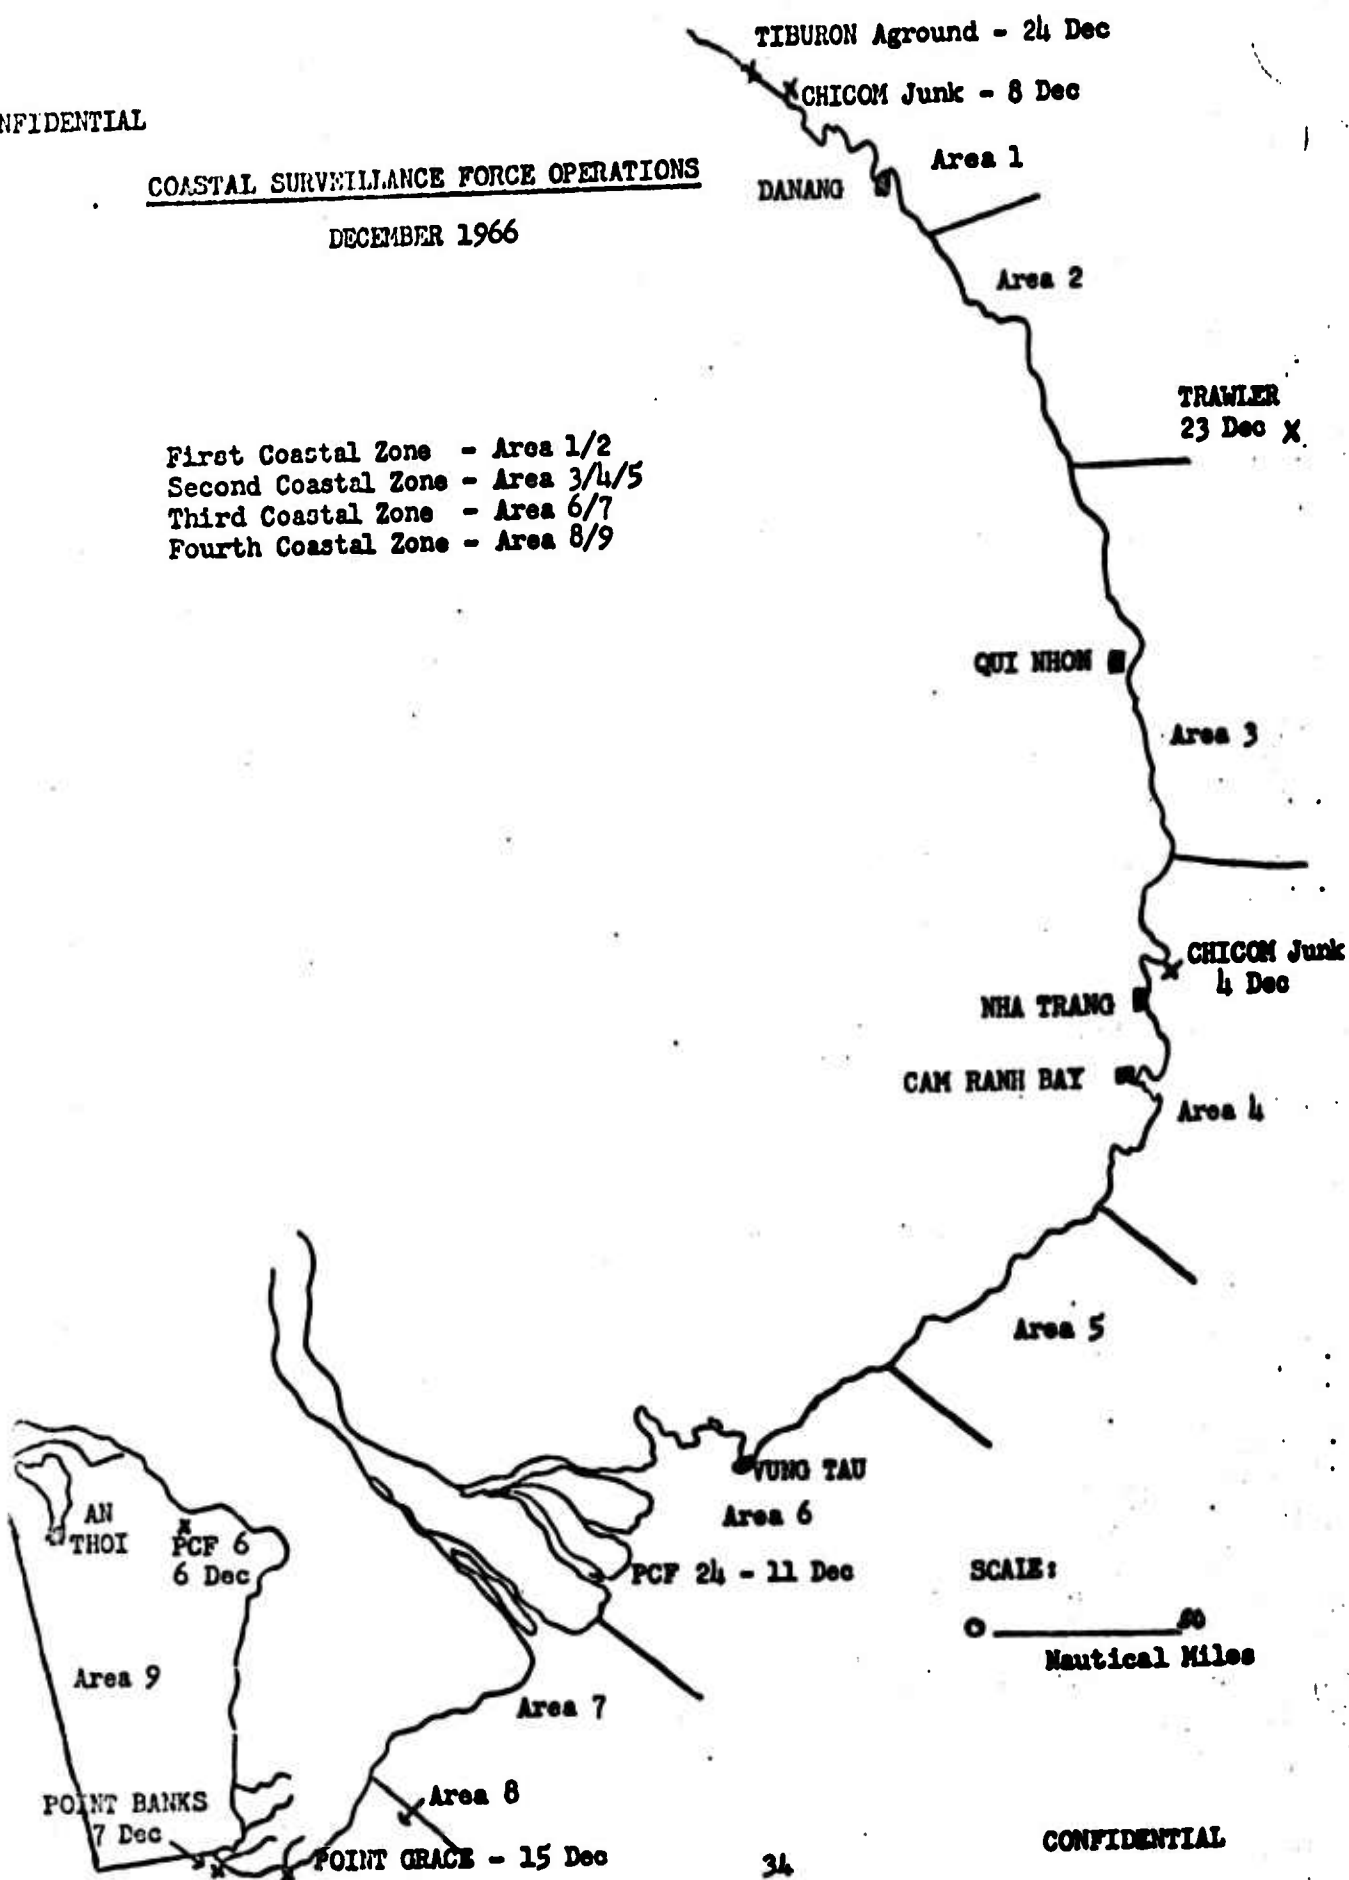 TIBURON Aground - 24 Dec
CHICOM Junk - 8 Dec
NFIDENTIAL
Area 1
COASTAL SURVEILLANCE FORCE OPERATIONS
DANANG
DECEMBER 1966
Area 2
TRAWLER
23 Dec X
First Coastal Zone - Area 1/2
Second Coastal Zone - Area 3/4/5
Third Coastal Zone - Area 6/7
Fourth Coastal Zone - Area 8/9
QUI NHON
Area 3
CHICOM Junk
4 Dec
NHA TRANG
CAM RANH BAY
Area 4
Area 5
VUNG TAU
Area 6
AN
THOI
PCF 6
6 Dec
PCF 24 - 11 Dec
SCALE:
0 50
Nautical Miles
Area 9
Area 7
POINT BANKS
7 Dec
Area 8
POINT GRACE - 15 Dec
CONFIDENTIAL
34